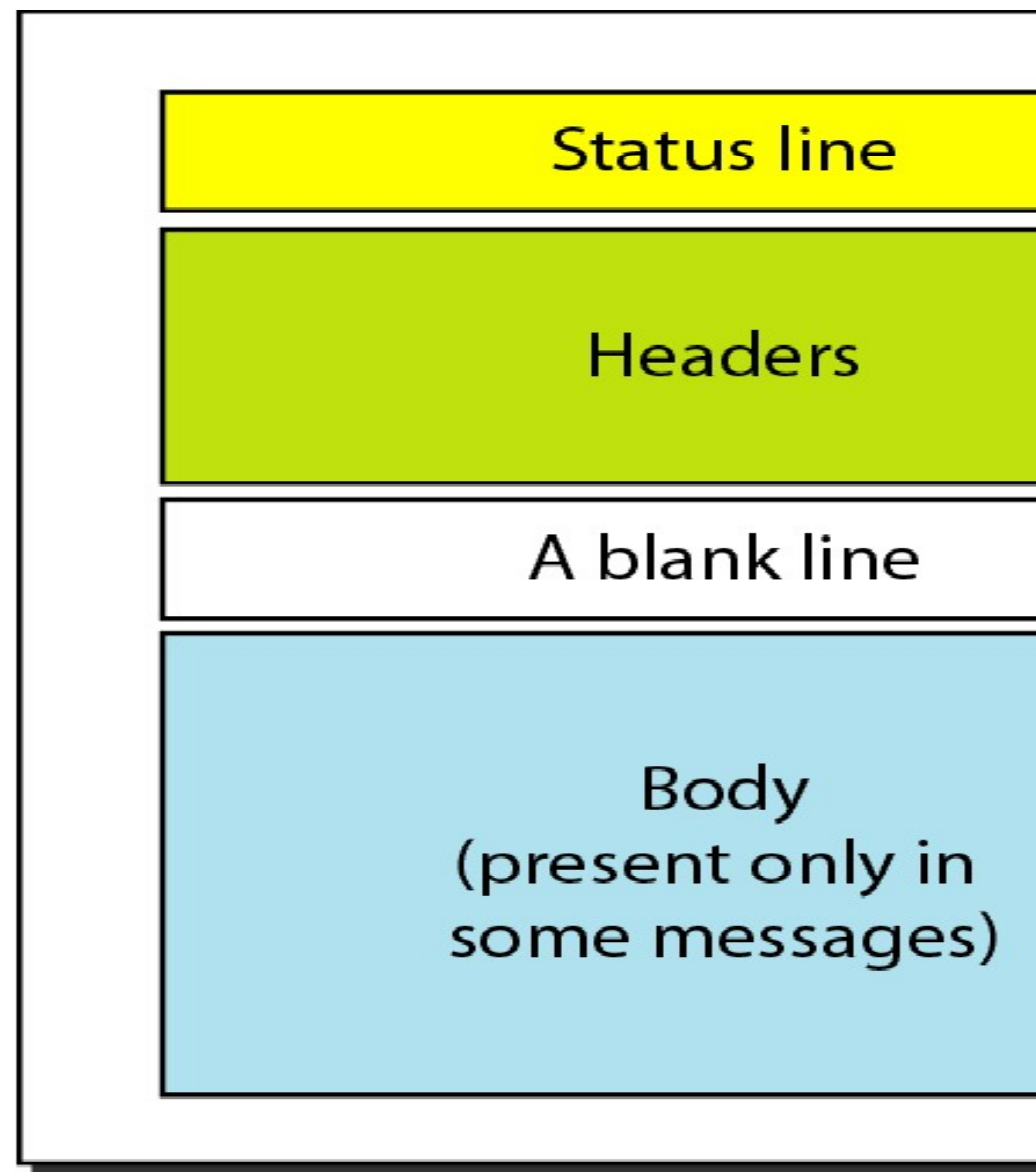 Status line
Headers
A blank line
Body
(present only in
some messages)